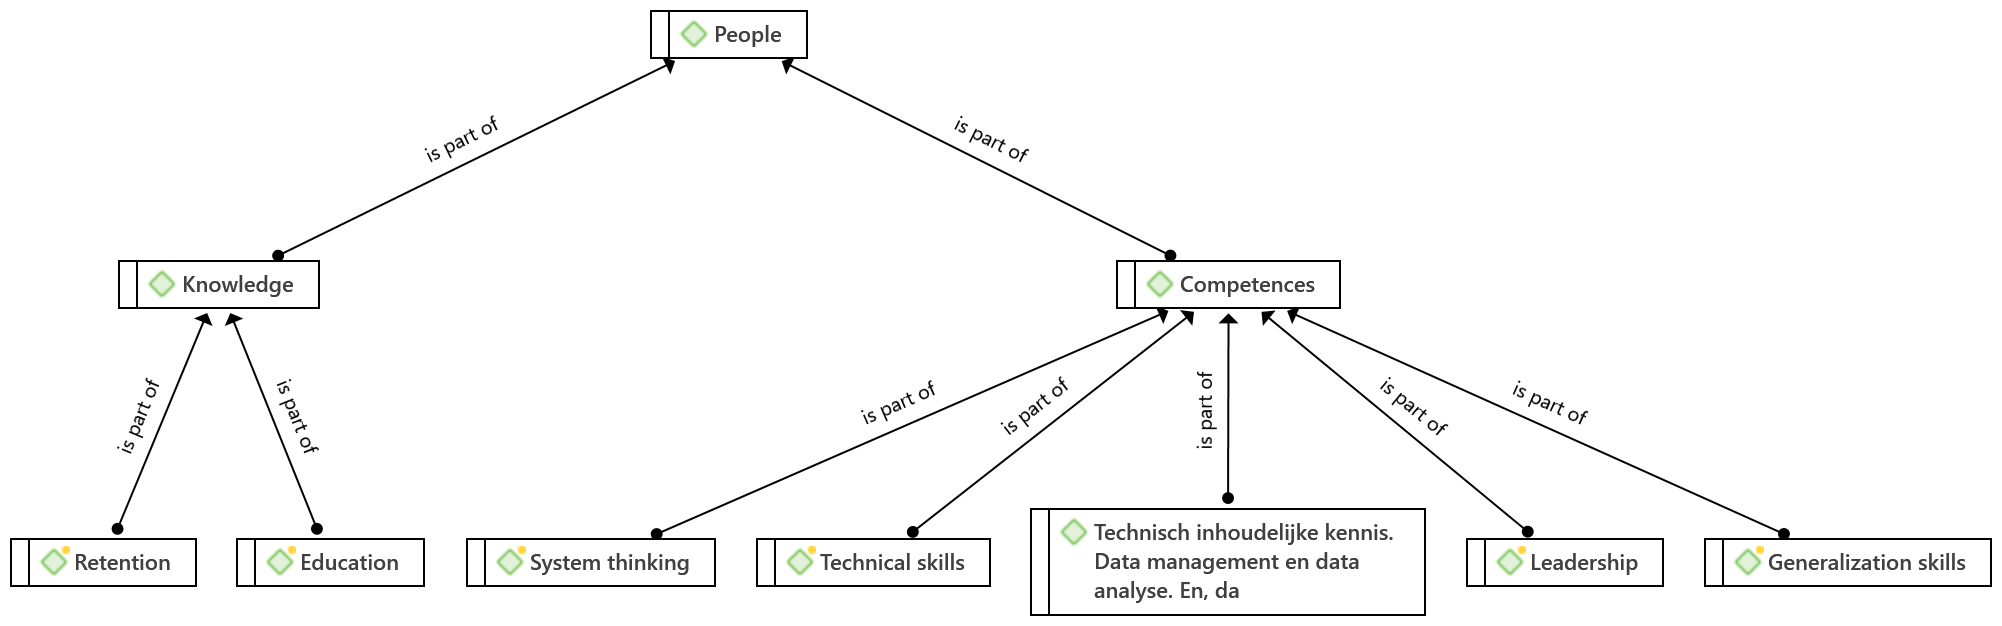 People
is part of
is part of
Knowledge
Competences
is part of
is part of
is part of
is part of
is part of
is part of
is part of
Retention
Education
System thinking
Technical skills
Technisch inhoudelijke kennis.
Data management en data
analyse. En, da
Leadership
Generalization skills